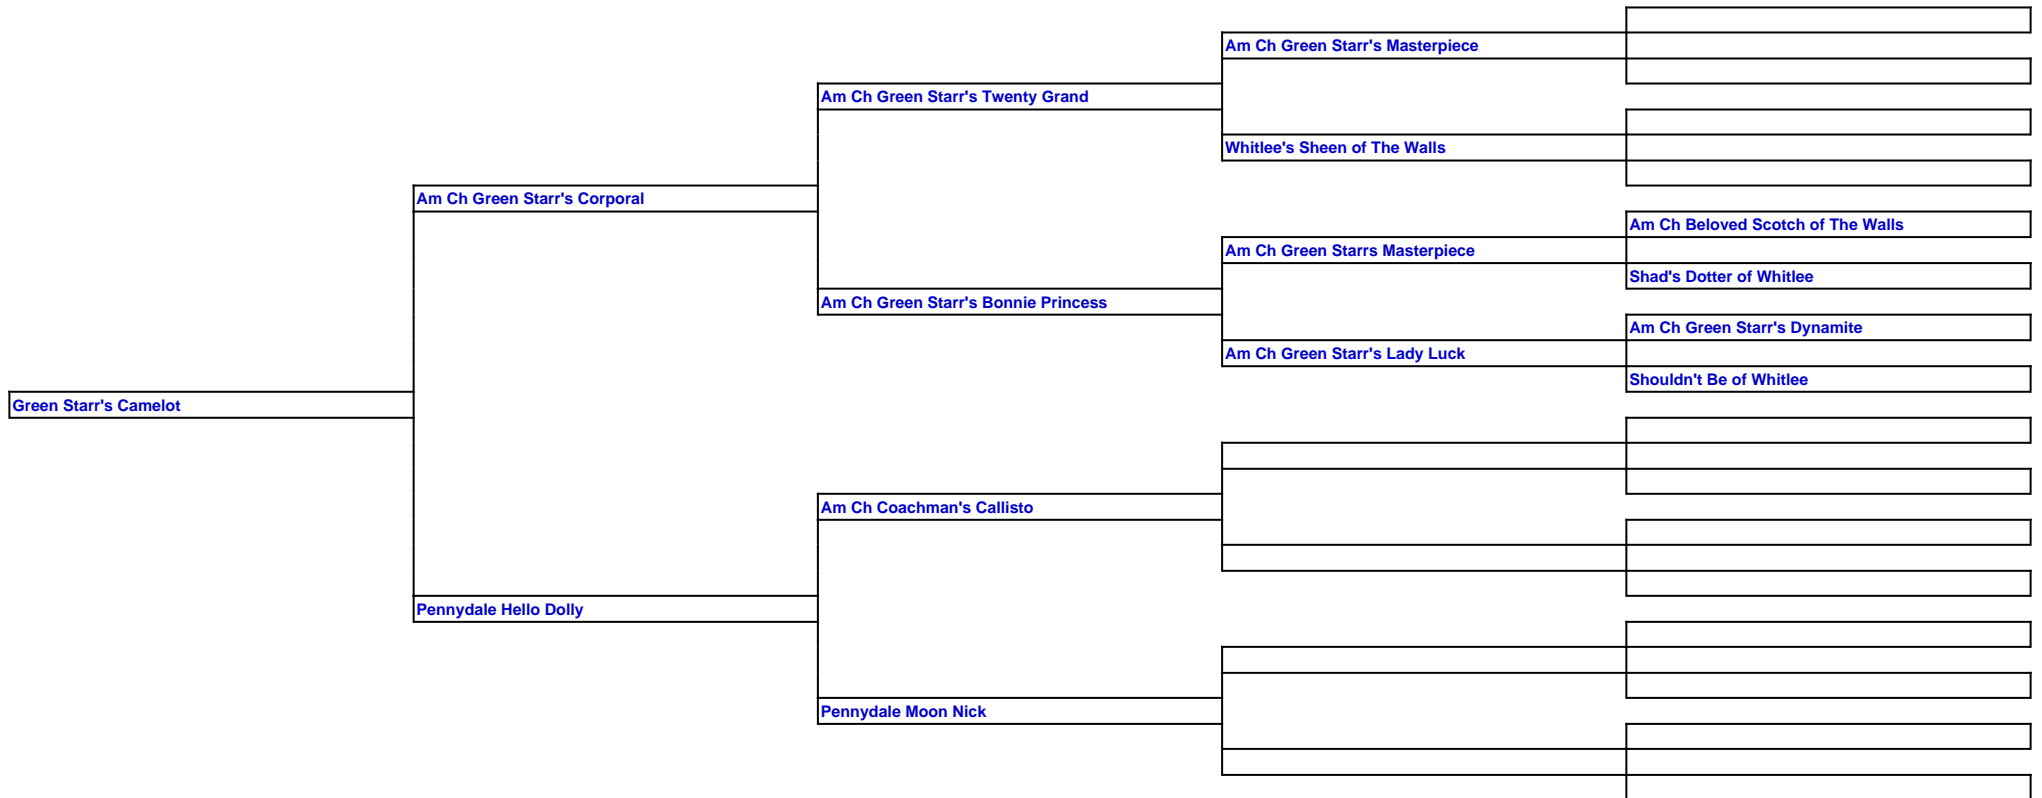 Am Ch Green Starr's Masterpiece
Am Ch Green Starr's Twenty Grand
Whitlee's Sheen of The Walls
Am Ch Green Starr's Corporal
Am Ch Beloved Scotch of The Walls
Am Ch Green Starrs Masterpiece
Shad's Dotter of Whitlee
Am Ch Green Starr's Bonnie Princess
Am Ch Green Starr's Dynamite
Am Ch Green Starr's Lady Luck
Shouldn't Be of Whitlee
Green Starr's Camelot
Am Ch Coachman's Callisto
Pennydale Hello Dolly
Pennydale Moon Nick